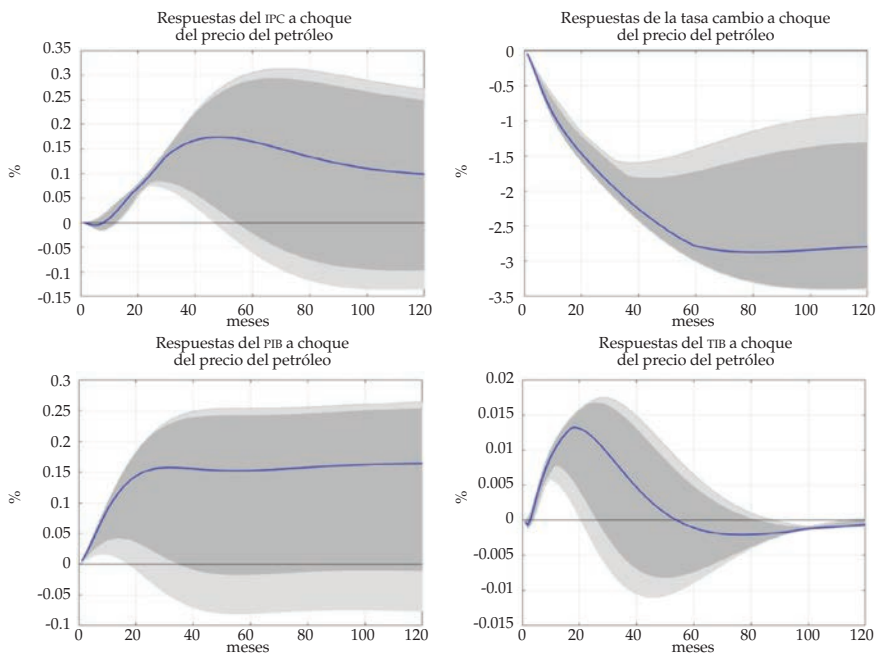 Respuestas del IPC a choque
del precio del petróleo
0.35
0.3
0.25
0.2
0.15
0.1
0.05
0
-0.05
-0.1
-0.15
%
0 20 40 60 80 100 120
meses
Respuestas de la tasa cambio a choque
del precio del petróleo
0
-0.5
-1
-1.5
-2
-2.5
-3
-3.5
%
0 20 40 60 80 100 120
meses
Respuestas del PIB a choque
del precio del petróleo
0.3
0.25
0.2
0.15
0.1
0.05
0
-0.05
-0.1
%
0 20 40 60 80 100 120
meses
Respuestas del TIB a choque
del precio del petróleo
0.02
0.015
0.01
0.005
0
-0.005
-0.01
-0.015
%
0 20 40 60 80 100 120
meses